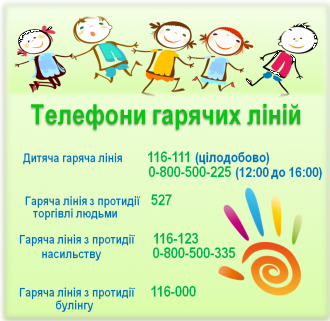 Телефони гарячих ліній
Дитяча гаряча лінія 116-111 (цілодобово)
0-800-500-225 (12:00 до 16:00)
Гаряча лінія з протидії 527
торгівлі людьми
Гаряча лінія з протидії 116-123
насильству 0-800-500-335
Гаряча лінія з протидії 116-000
булінгу